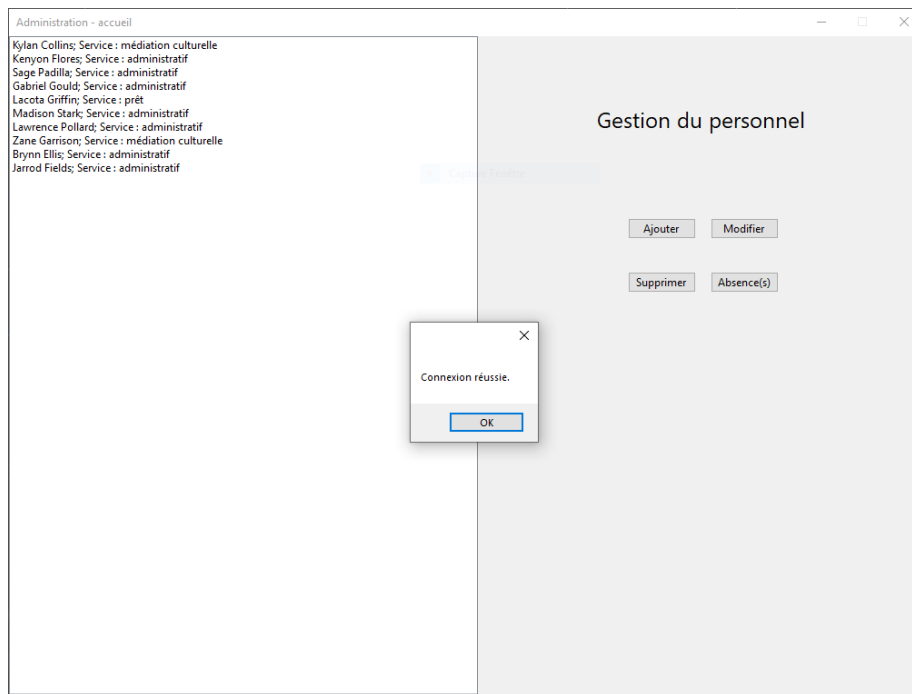 Administration - accueil
Kylan Collins; Service : médiation culturelle
Kenyon Flores; Service : administratif
Sage Padilla; Service : administratif
Gabriel Gould; Service : administratif
Lacota Griffin; Service : prêt
Madison Stark; Service : administratif
Lawrence Pollard; Service : administratif
Zane Garrison; Service : médiation culturelle
Brynn Ellis; Service : administratif
Jarrod Fields; Service : administratif
Gestion du personnel
Ajouter
Modifier
Supprimer
Absence(s)
Connexion réussie.
OK